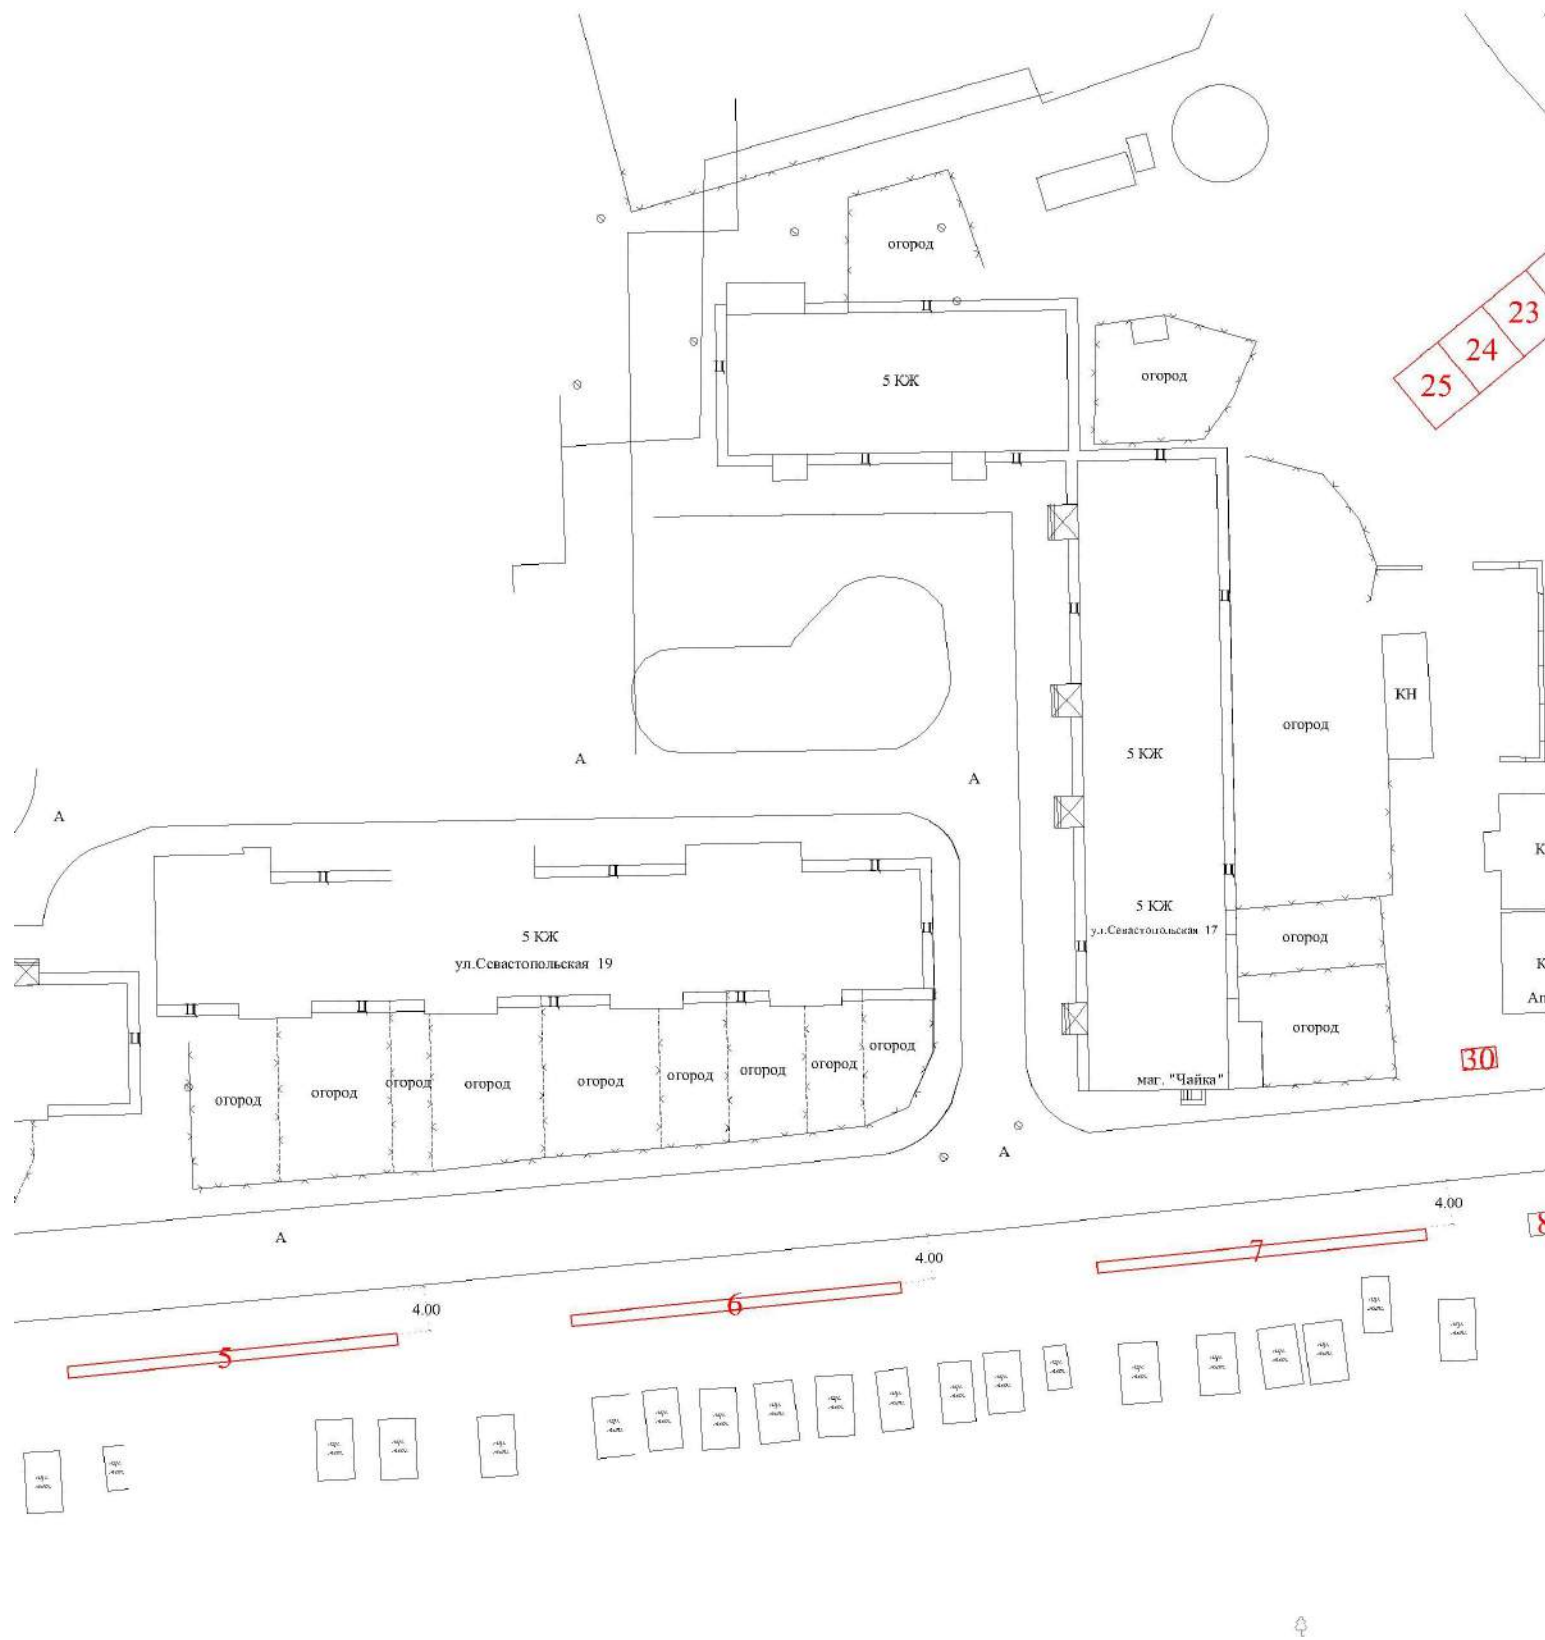 огород
23
24
25
огород
5 КЖ
Ц
Ц
Ц
Ц
Ц
Ц
Ц
КН
огород
5 КЖ
А
А
А
К
Ц
Ц
Ц
Ц
5 КЖ
ул.Севастопольская 17
Ц
Ц
огород
5 КЖ
ул.Севастопольская 19
К
Ап
Ц
Ц
Ц
Ц
Ц
огород
огород
огород
огород
огород
огород
огород
огород
огород
огород
маг. "Чайка"
30
А
А
4.00
8
7
4.00
6
4.00
5